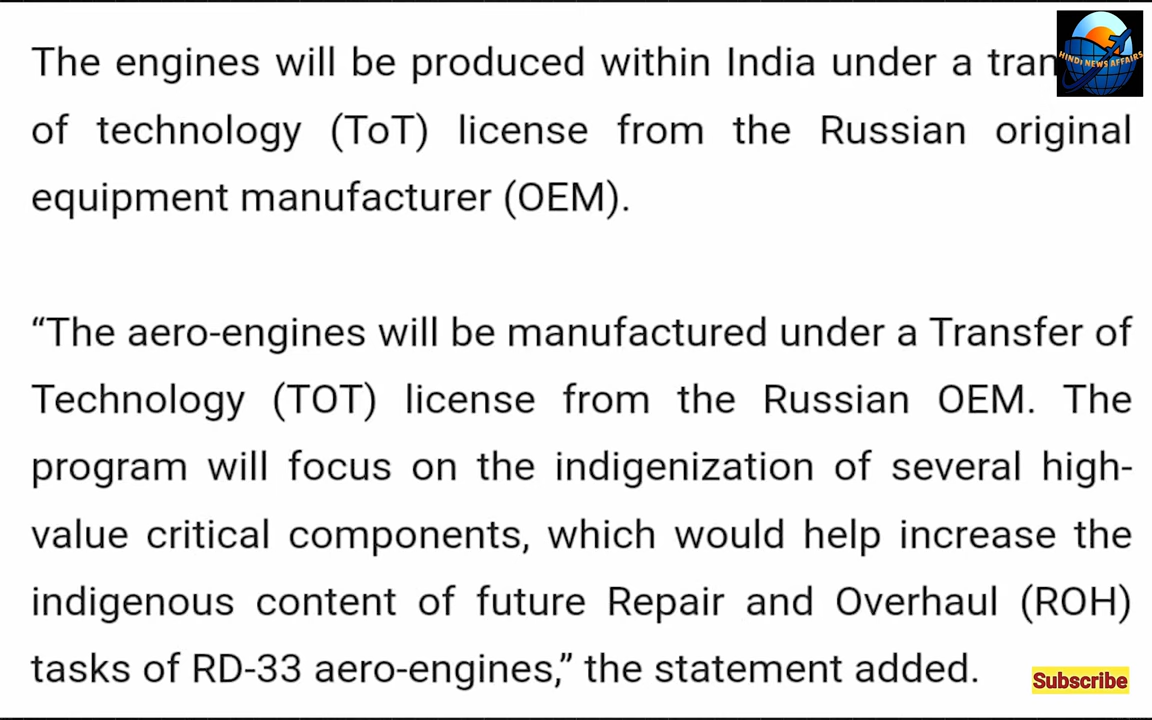 The engines will be produced within India under a tran
of technology (ToT) license from the Russian original
equipment manufacturer (OEM).
“The aero-engines will be manufactured under a Transfer of
Technology (TOT) license from the Russian OEM. The
program will focus on the indigenization of several high-
value critical components, which would help increase the
indigenous content of future Repair and Overhaul (ROH)
tasks of RD-33 aero-engines,” the statement added.
HINDI NEWS AFFAIRS
Subscribe